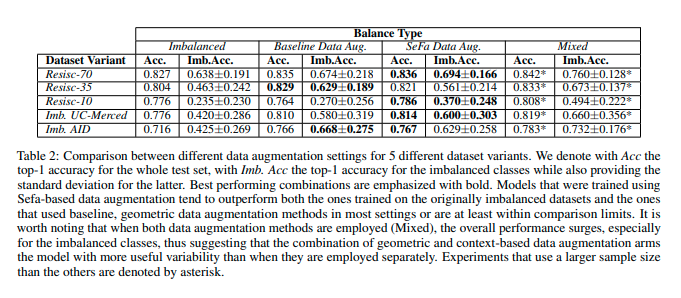 Balance Type
Imbalanced Baseline Data Aug. SeFa Data Aug. Mixed
Dataset Variant Acc. Imb.Acc. Acc. Imb.Acc. Acc. Imb.Acc. Acc. Imb.Acc.
Resisc-70 0.827 0.638±0.191 0.835 0.674±0.218 0.836 0.694±0.166 0.842* 0.760±0.128*
Resisc-35 0.804 0.463±0.242 0.829 0.629±0.189 0.821 0.561±0.214 0.833* 0.673±0.137*
Resisc-10 0.776 0.235±0.230 0.764 0.270±0.256 0.786 0.370±0.248 0.808* 0.494±0.222*
Imb. UC-Merced 0.776 0.420±0.286 0.810 0.580±0.319 0.814 0.600±0.303 0.819* 0.660±0.356*
Imb. AID 0.716 0.425±0.269 0.766 0.668±0.275 0.767 0.629±0.258 0.783* 0.732±0.176*
Table 2: Comparison between different data augmentation settings for 5 different dataset variants. We denote with Acc the
top-1 accuracy for the whole test set, with Imb. Acc the top-1 accuracy for the imbalanced classes while also providing the
standard deviation for the latter. Best performing combinations are emphasized with bold. Models that were trained using
Sefa-based data augmentation tend to outperform both the ones trained on the originally imbalanced datasets and the ones
that used baseline, geometric data augmentation methods in most settings or are at least within comparison limits. It is
worth noting that when both data augmentation methods are employed (Mixed), the overall performance surges, especially
for the imbalanced classes, thus suggesting that the combination of geometric and context-based data augmentation arms
the model with more useful variability than when they are employed separately. Experiments that use a larger sample size
than the others are denoted by asterisk.